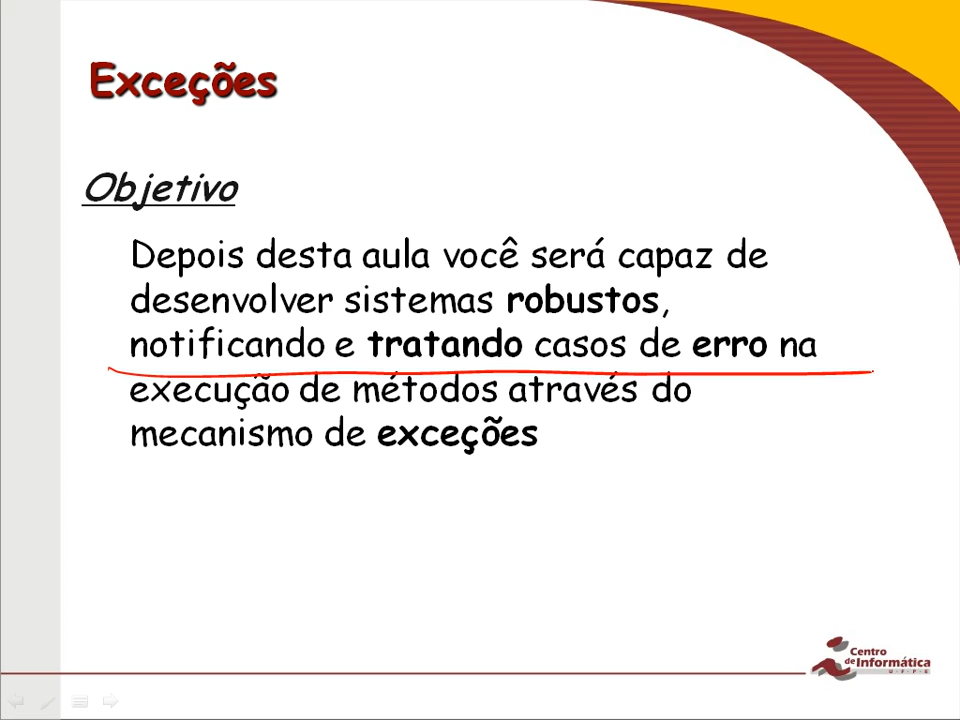 Exceções
Objetivo
Depois desta aula você será capaz de
desenvolver sistemas robustos,
notificando e tratando casos de erro na
execução de métodos através do
mecanismo de exceções
Centro
de Informática
U F P E